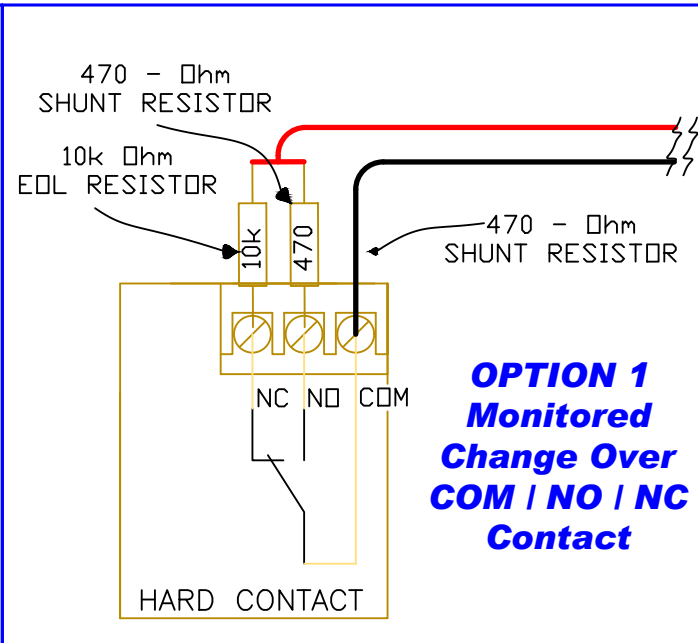 470 - Ohm
SHUNT RESISTOR
10k Ohm
EOL RESISTOR
10k
470
470 - Ohm
SHUNT RESISTOR
NC NO COM
OPTION 1
Monitored
Change Over
COM / NO / NC
Contact
HARD CONTACT